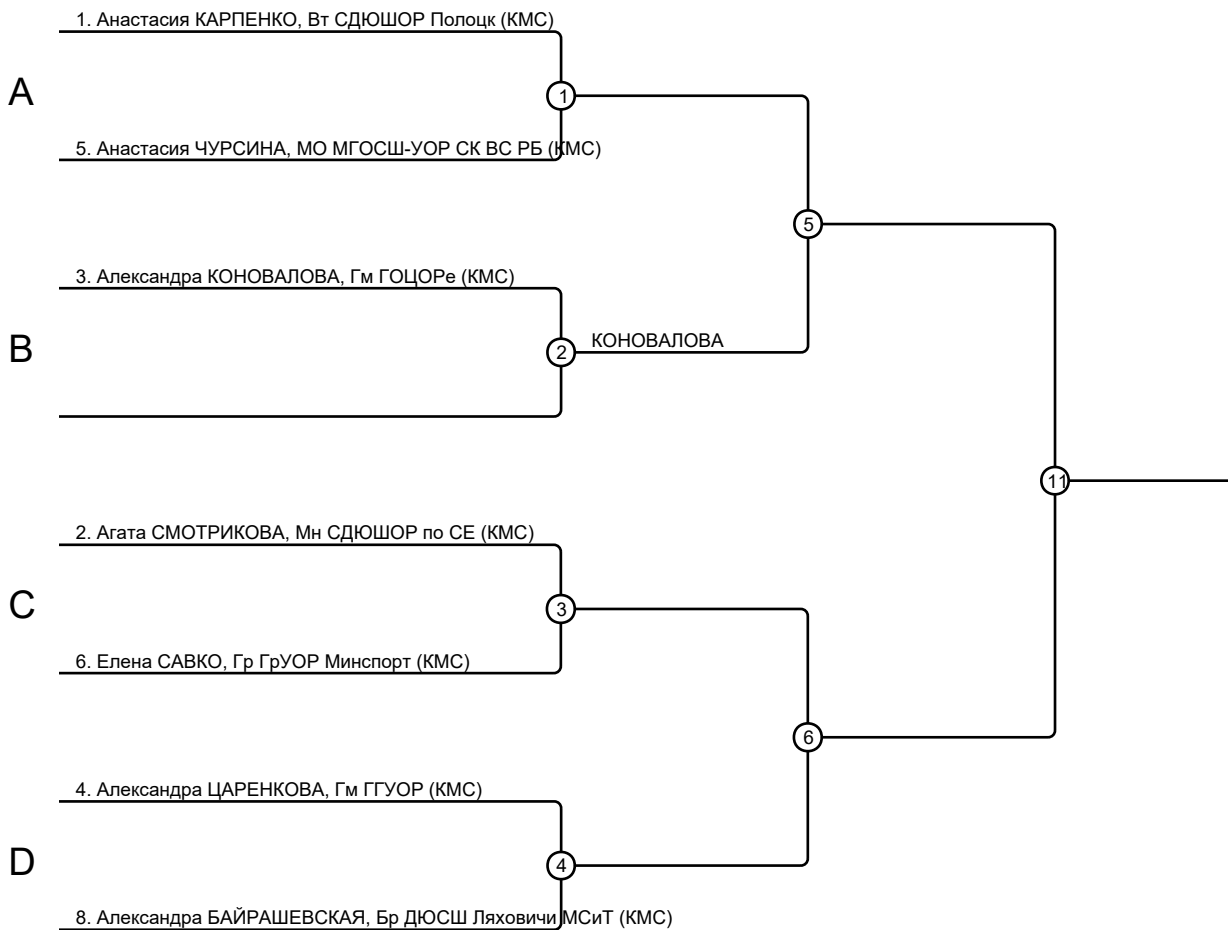 1. Анастасия КАРПЕНКО, Вт СДЮШОР Полоцк (КМС)
A
1
5. Анастасия ЧУРСИНА, МО МГОСШ-УОР СК ВС РБ (КМС)
5
3. Александра КОНОВАЛОВА, Гм ГОЦОРе (КМС)
B
2
КОНОВАЛОВА
11
2. Агата СМОТРИКОВА, Мн СДЮШОР по СЕ (КМС)
C
3
6. Елена САВКО, Гр ГрУОР Минспорт (КМС)
6
4. Александра ЦАРЕНКОВА, Гм ГГУОР (КМС)
D
4
8. Александра БАЙРАШЕВСКАЯ, Бр ДЮСШ Ляховичи МСиТ (КМС)